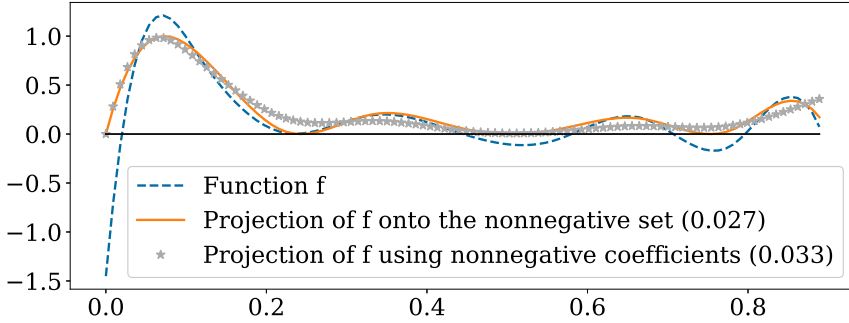 1.0
0.5
0.0
−0.5
−1.0
−1.5
Function f
Projection of f onto the nonnegative set (0.027)
Projection of f using nonnegative coefficients (0.033)
0.0 0.2 0.4 0.6 0.8